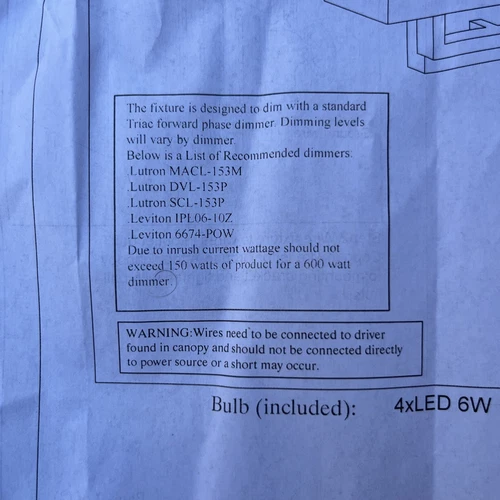 The fixture is designed to dim with a standard
Triac forward phase dimmer. Dimming levels
will vary by dimmer.
Below is a List of Recommended dimmers:
.Lutron MACL-153M
.Lutron DVL-153P
.Lutron SCL-153P
.Leviton IPL06-10Z
.Leviton 6674-POW
Due to inrush current wattage should not
exceed 150 watts of product for a 600 watt
dimmer.
WARNING:Wires need to be connected to driver
found in canopy and should not be connected directly
to power source or a short may occur.
Bulb (included): 4xLED 6W